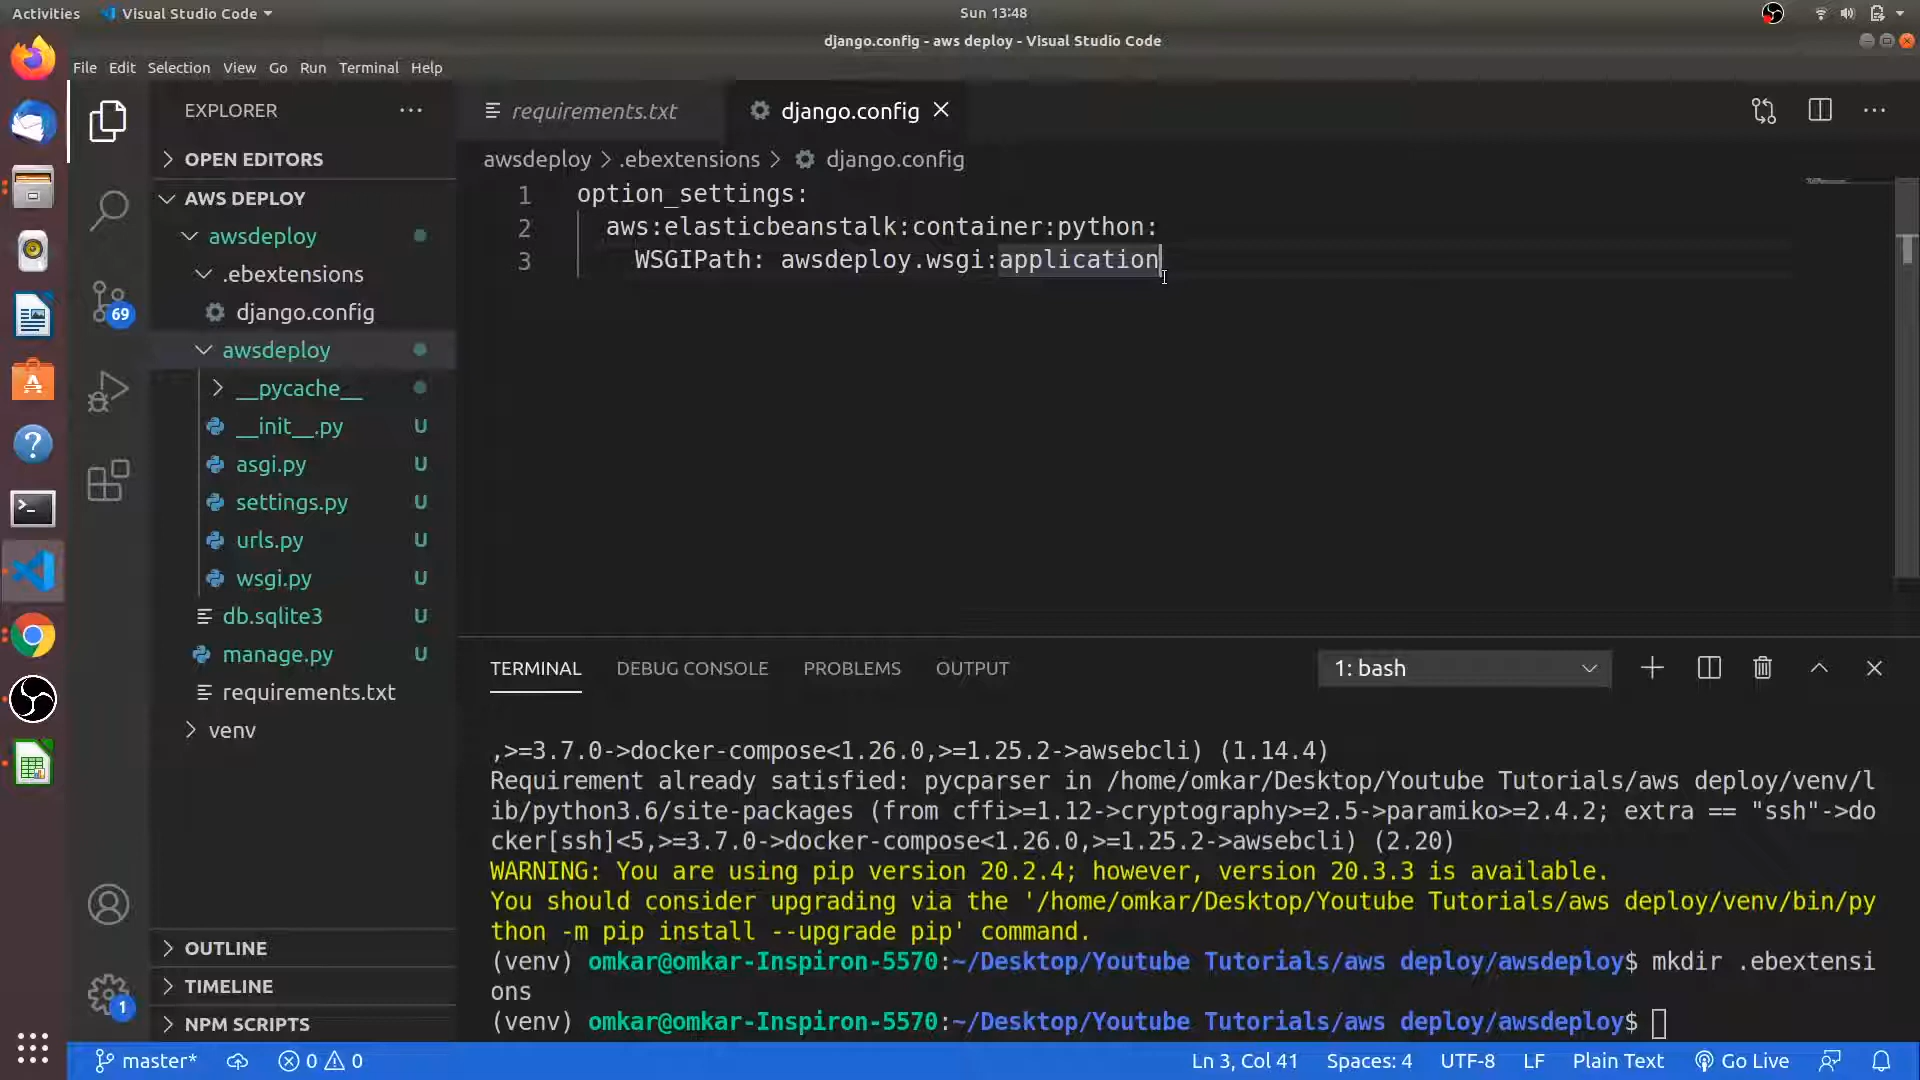 Activities Visual Studio Code Sun 13:48
django.config - aws deploy - Visual Studio Code
File Edit Selection View Go Run Terminal Help
EXPLORER
OPEN EDITORS
AWS DEPLOY
awsdeploy
.ebextensions
django.config
awsdeploy
__pycache__
__init__.py U
asgi.py U
settings.py U
urls.py U
wsgi.py U
db.sqlite3 U
manage.py U
requirements.txt
venv
OUTLINE
TIMELINE
NPM SCRIPTS
69
1
requirements.txt django.config
awsdeploy > .ebextensions > django.config
1 option_settings:
2 aws:elasticbeanstalk:container:python:
3 WSGIPath: awsdeploy.wsgi:application
TERMINAL DEBUG CONSOLE PROBLEMS OUTPUT 1: bash
,>=3.7.0->docker-compose<1.26.0,>=1.25.2->awsebcli) (1.14.4)
Requirement already satisfied: pycparser in /home/omkar/Desktop/Youtube Tutorials/aws deploy/venv/l
ib/python3.6/site-packages (from cffi>=1.12->cryptography>=2.5->paramiko>=2.4.2; extra == "ssh"->do
cker[ssh]<5,>=3.7.0->docker-compose<1.26.0,>=1.25.2->awsebcli) (2.20)
WARNING: You are using pip version 20.2.4; however, version 20.3.3 is available.
You should consider upgrading via the '/home/omkar/Desktop/Youtube Tutorials/aws deploy/venv/bin/py
thon -m pip install --upgrade pip' command.
(venv) omkar@omkar-Inspiron-5570:~/Desktop/Youtube Tutorials/aws deploy/awsdeploy$ mkdir .ebextensi
ons
(venv) omkar@omkar-Inspiron-5570:~/Desktop/Youtube Tutorials/aws deploy/awsdeploy$
master* 0 0 Ln 3, Col 41 Spaces: 4 UTF-8 LF Plain Text Go Live